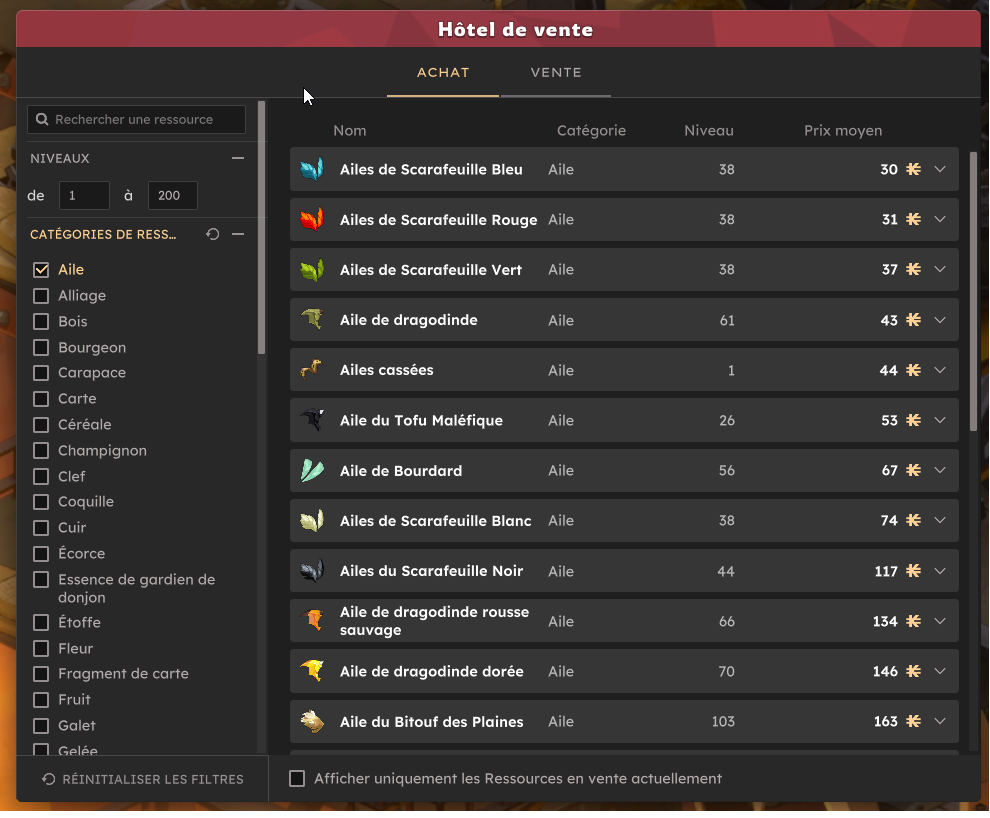 Hôtel de vente
ACHAT
VENTE
Rechercher une ressource
NIVEAUX
de 1 à 200
CATÉGORIES DE RESS...
Aile
Alliage
Bois
Bourgeon
Carapace
Carte
Céréale
Champignon
Clef
Coquille
Cuir
Écorce
Essence de gardien de
donjon
Étoffe
Fleur
Fragment de carte
Fruit
Galet
Gelée
RÉINITIALISER LES FILTRES
Nom Catégorie Niveau Prix moyen
Ailes de Scarafeuille Bleu Aile 38 30
Ailes de Scarafeuille Rouge Aile 38 31
Ailes de Scarafeuille Vert Aile 38 37
Aile de dragodinde Aile 61 43
Ailes cassées Aile 1 44
Aile du Tofu Maléfique Aile 26 53
Aile de Bourdard Aile 56 67
Ailes de Scarafeuille Blanc Aile 38 74
Ailes du Scarafeuille Noir Aile 44 117
Aile de dragodinde rousse
sauvage Aile 66 134
Aile de dragodinde dorée Aile 70 146
Aile du Bitouf des Plaines Aile 103 163
Afficher uniquement les Ressources en vente actuellement